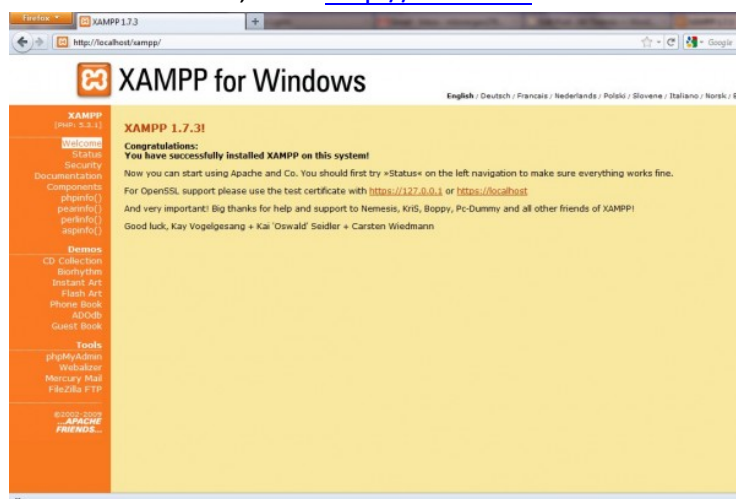 Firefox
XAMPP 1.7.3
http://localhost/xampp/
Google
XAMPP for Windows
English / Deutsch / Francais / Nederlands / Polski / Slovene / Italiano / Norsk /
XAMPP
[PHP: 5.3.1]
Welcome
Status
Security
Documentation
Components
phpinfo()
pearinfo()
perlinfo()
aspinfo()
Demos
CD Collection
Biorhythm
Instant Art
Flash Art
Phone Book
ADOdb
Guest Book
Tools
phpMyAdmin
Webalizer
Mercury Mail
FileZilla FTP
©2002-2009
...APACHE
FRIENDS...
XAMPP 1.7.3!
Congratulations:
You have successfully installed XAMPP on this system!
Now you can start using Apache and Co. You should first try »Status« on the left navigation to make sure everything works fine.
For OpenSSL support please use the test certificate with https://127.0.0.1 or https://localhost
And very important! Big thanks for help and support to Nemesis, KriS, Boppy, Pc-Dummy and all other friends of XAMPP!
Good luck, Kay Vogelgesang + Kai 'Oswald' Seidler + Carsten Wiedmann